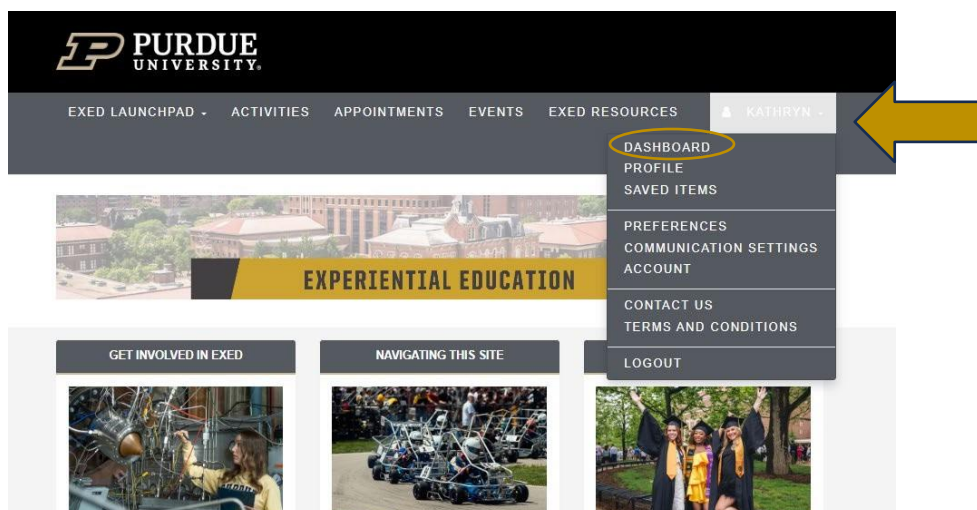 PURDUE
UNIVERSITY®
EXED LAUNCHPAD ACTIVITIES APPOINTMENTS EVENTS EXED RESOURCES KATHRYN
DASHBOARD
PROFILE
SAVED ITEMS
PREFERENCES
COMMUNICATION SETTINGS
ACCOUNT
CONTACT US
TERMS AND CONDITIONS
LOGOUT
EXPERIENTIAL EDUCATION
GET INVOLVED IN EXED
NAVIGATING THIS SITE